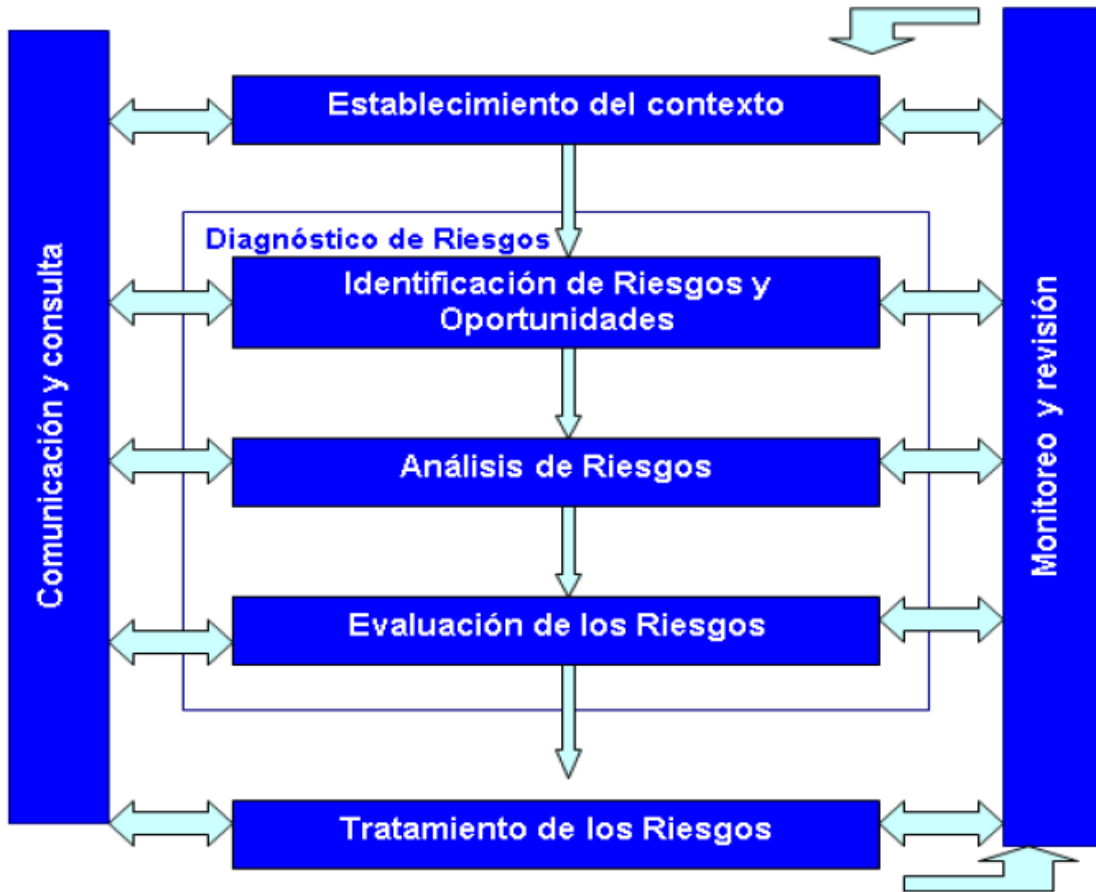 Establecimiento del contexto
Diagnóstico de Riesgos
Identificación de Riesgos y
Oportunidades
Análisis de Riesgos
Evaluación de los Riesgos
Tratamiento de los Riesgos
Comunicación y consulta
Monitoreo y revisión